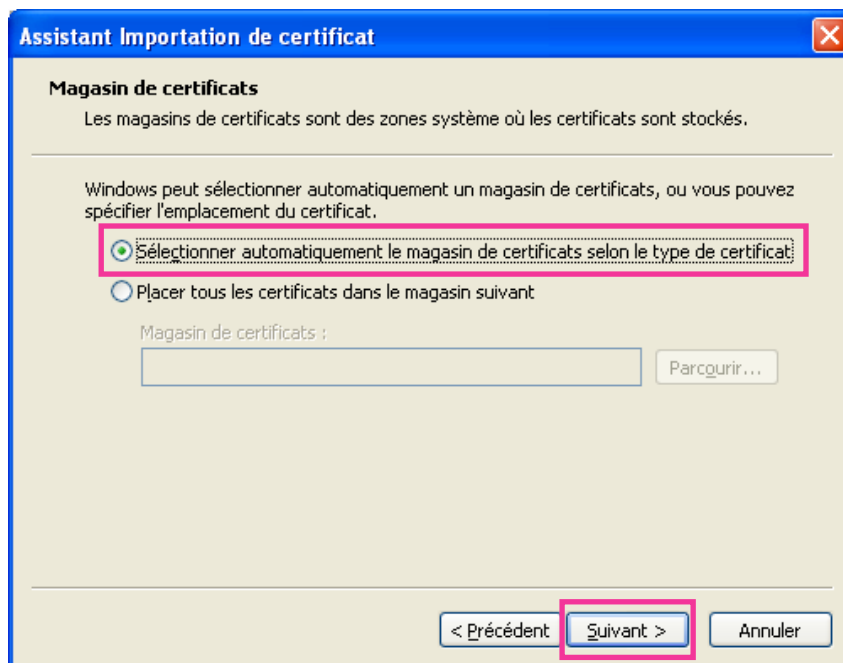 Assistant Importation de certificat
Magasin de certificats
Les magasins de certificats sont des zones système où les certificats sont stockés.
Windows peut sélectionner automatiquement un magasin de certificats, ou vous pouvez
spécifier l'emplacement du certificat.
Sélectionner automatiquement le magasin de certificats selon le type de certificat
Placer tous les certificats dans le magasin suivant
Magasin de certificats :
Parcourir...
< Précédent Suivant > Annuler